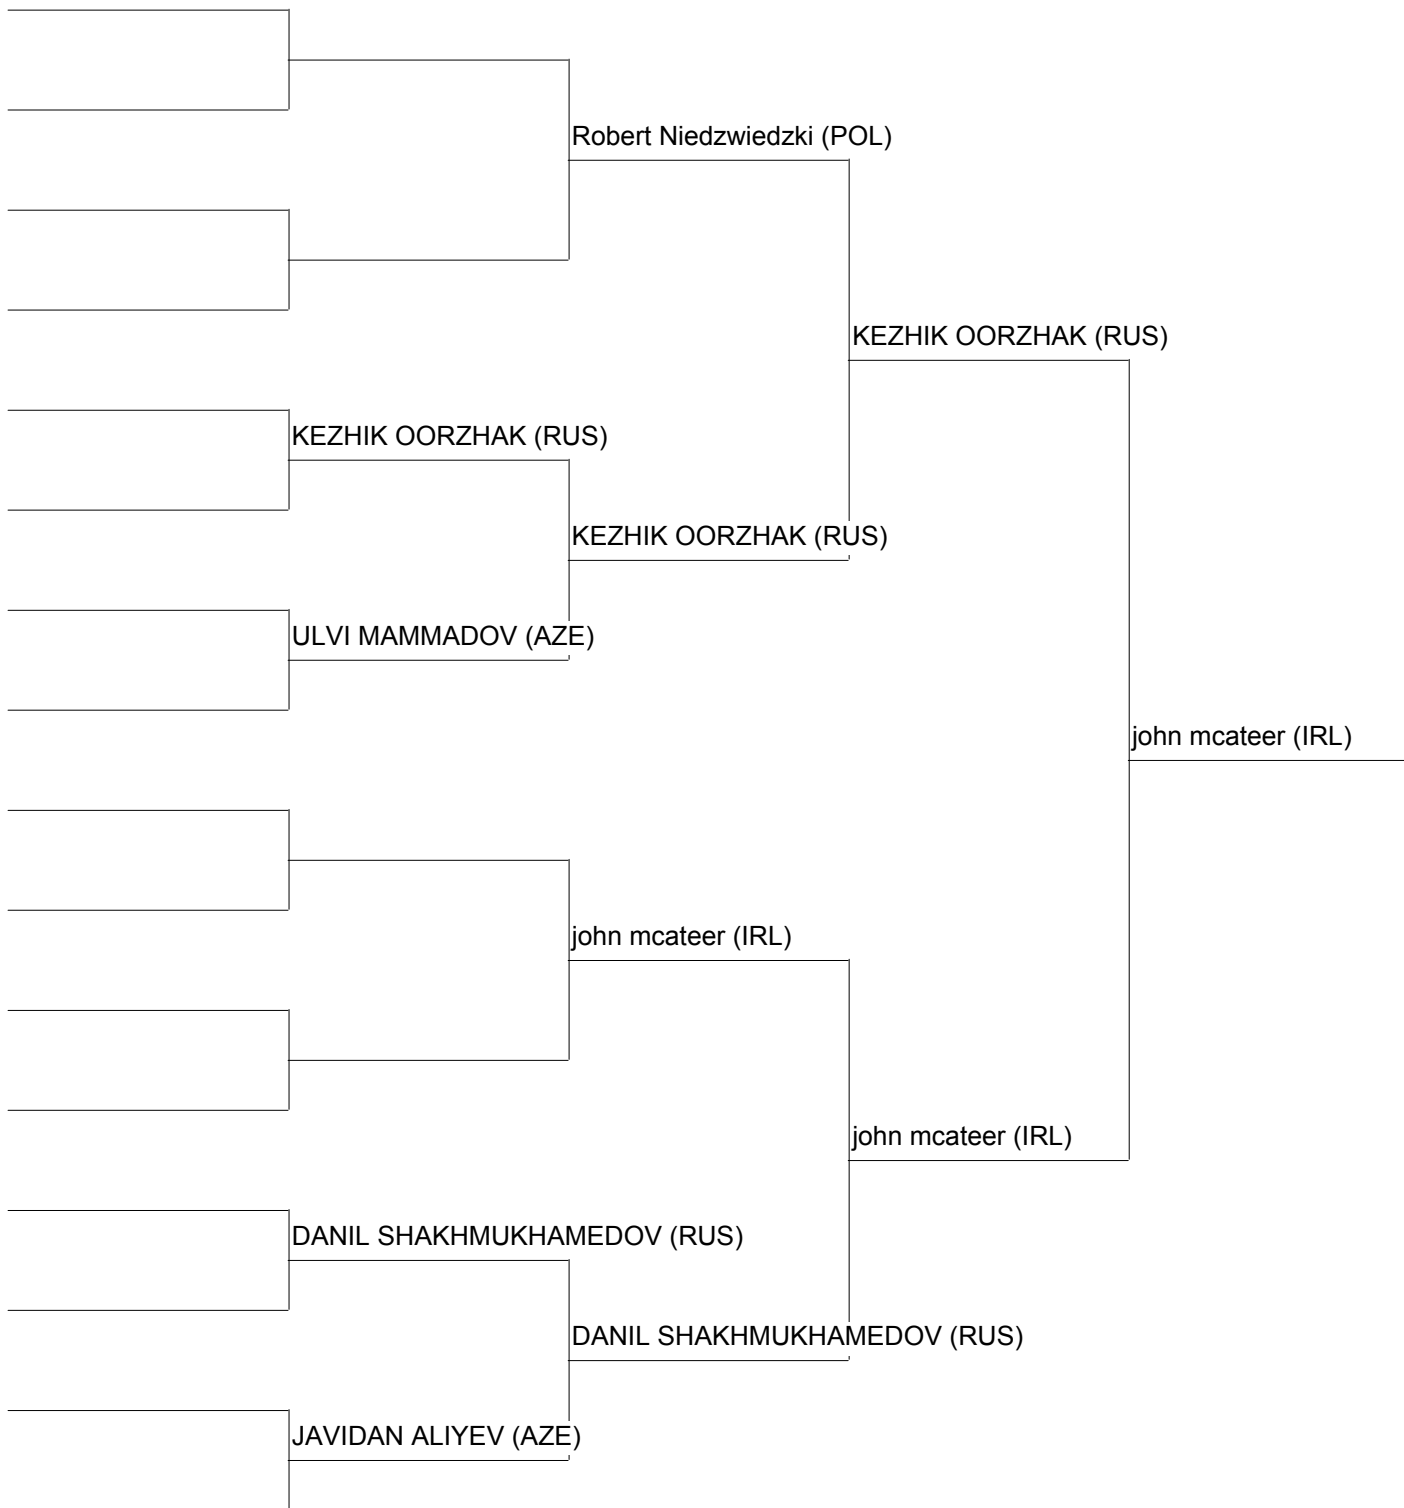 Robert Niedzwiedzki (POL)
KEZHIK OORZHAK (RUS)
KEZHIK OORZHAK (RUS)
KEZHIK OORZHAK (RUS)
ULVI MAMMADOV (AZE)
john mcateer (IRL)
john mcateer (IRL)
john mcateer (IRL)
DANIL SHAKHMUKHAMEDOV (RUS)
DANIL SHAKHMUKHAMEDOV (RUS)
JAVIDAN ALIYEV (AZE)